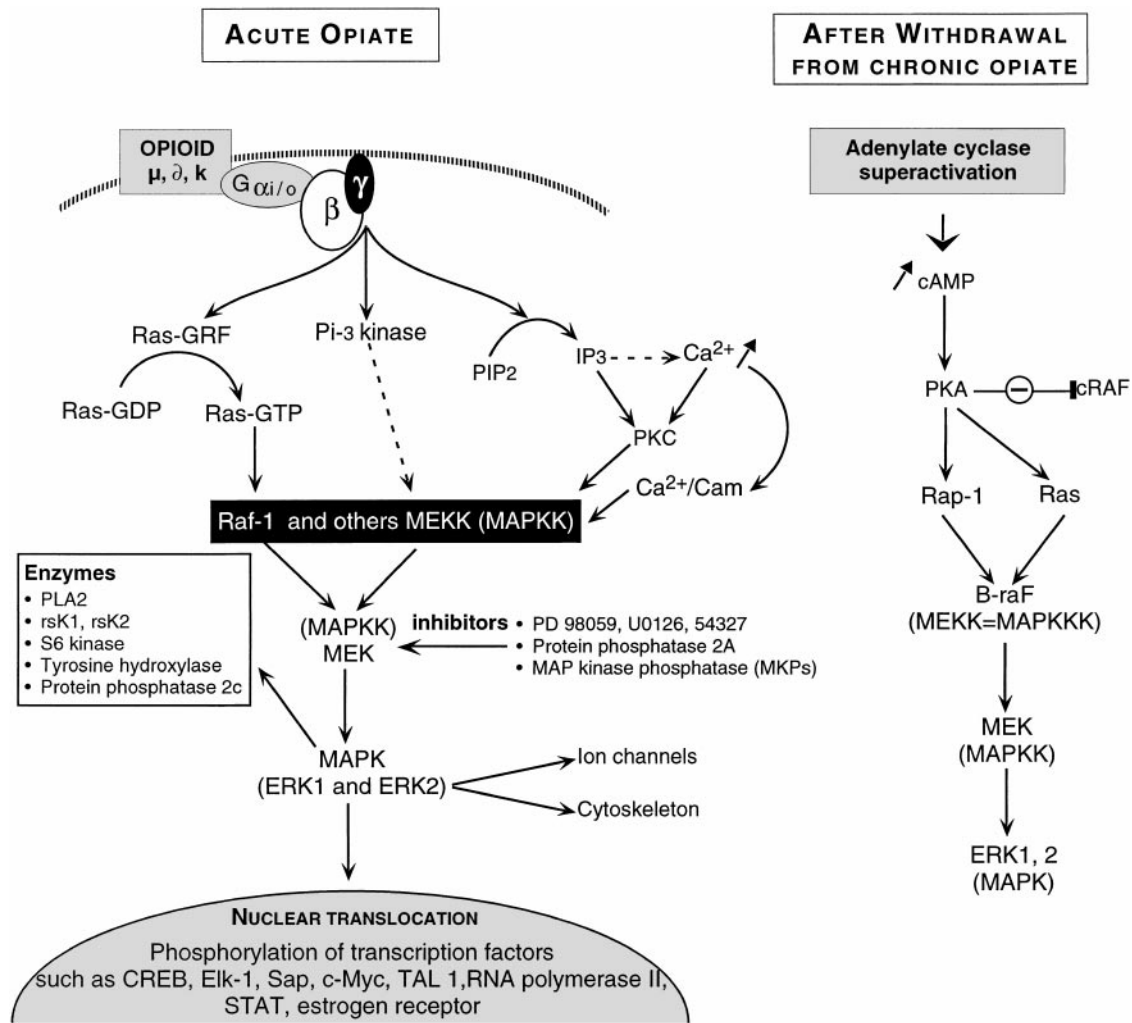 ACUTE OPIATE
OPIOID
μ, ∂, k
G αi/o
β
γ
Ras-GRF
Pi-3 kinase
PIP2
IP3
Ca2+
Ras-GDP
Ras-GTP
PKC
Ca2+/Cam
Raf-1 and others MEKK (MAPKK)
Enzymes
• PLA2
• rsK1, rsK2
• S6 kinase
• Tyrosine hydroxylase
• Protein phosphatase 2c
(MAPKK)
MEK
inhibitors
• PD 98059, U0126, 54327
• Protein phosphatase 2A
• MAP kinase phosphatase (MKPs)
MAPK
(ERK1 and ERK2)
Ion channels
Cytoskeleton
NUCLEAR TRANSLOCATION
Phosphorylation of transcription factors
such as CREB, Elk-1, Sap, c-Myc, TAL 1,RNA polymerase II,
STAT, estrogen receptor
AFTER WITHDRAWAL
FROM CHRONIC OPIATE
Adenylate cyclase
superactivation
cAMP
PKA
−
cRAF
Rap-1
Ras
B-raF
(MEKK=MAPKKK)
MEK
(MAPKK)
ERK1, 2
(MAPK)